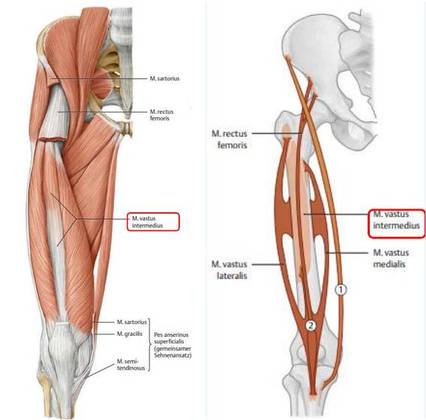 M. sartorius
M. rectus
femoris
M. vastus
intermedius
M. sartorius
M. gracilis
M. semi-
tendinosus
Pes anserinus
superficialis
(gemeinsamer
Sehnenansatz)
M. rectus
femoris
M. vastus
intermedius
M. vastus
lateralis
M. vastus
medialis
1
2